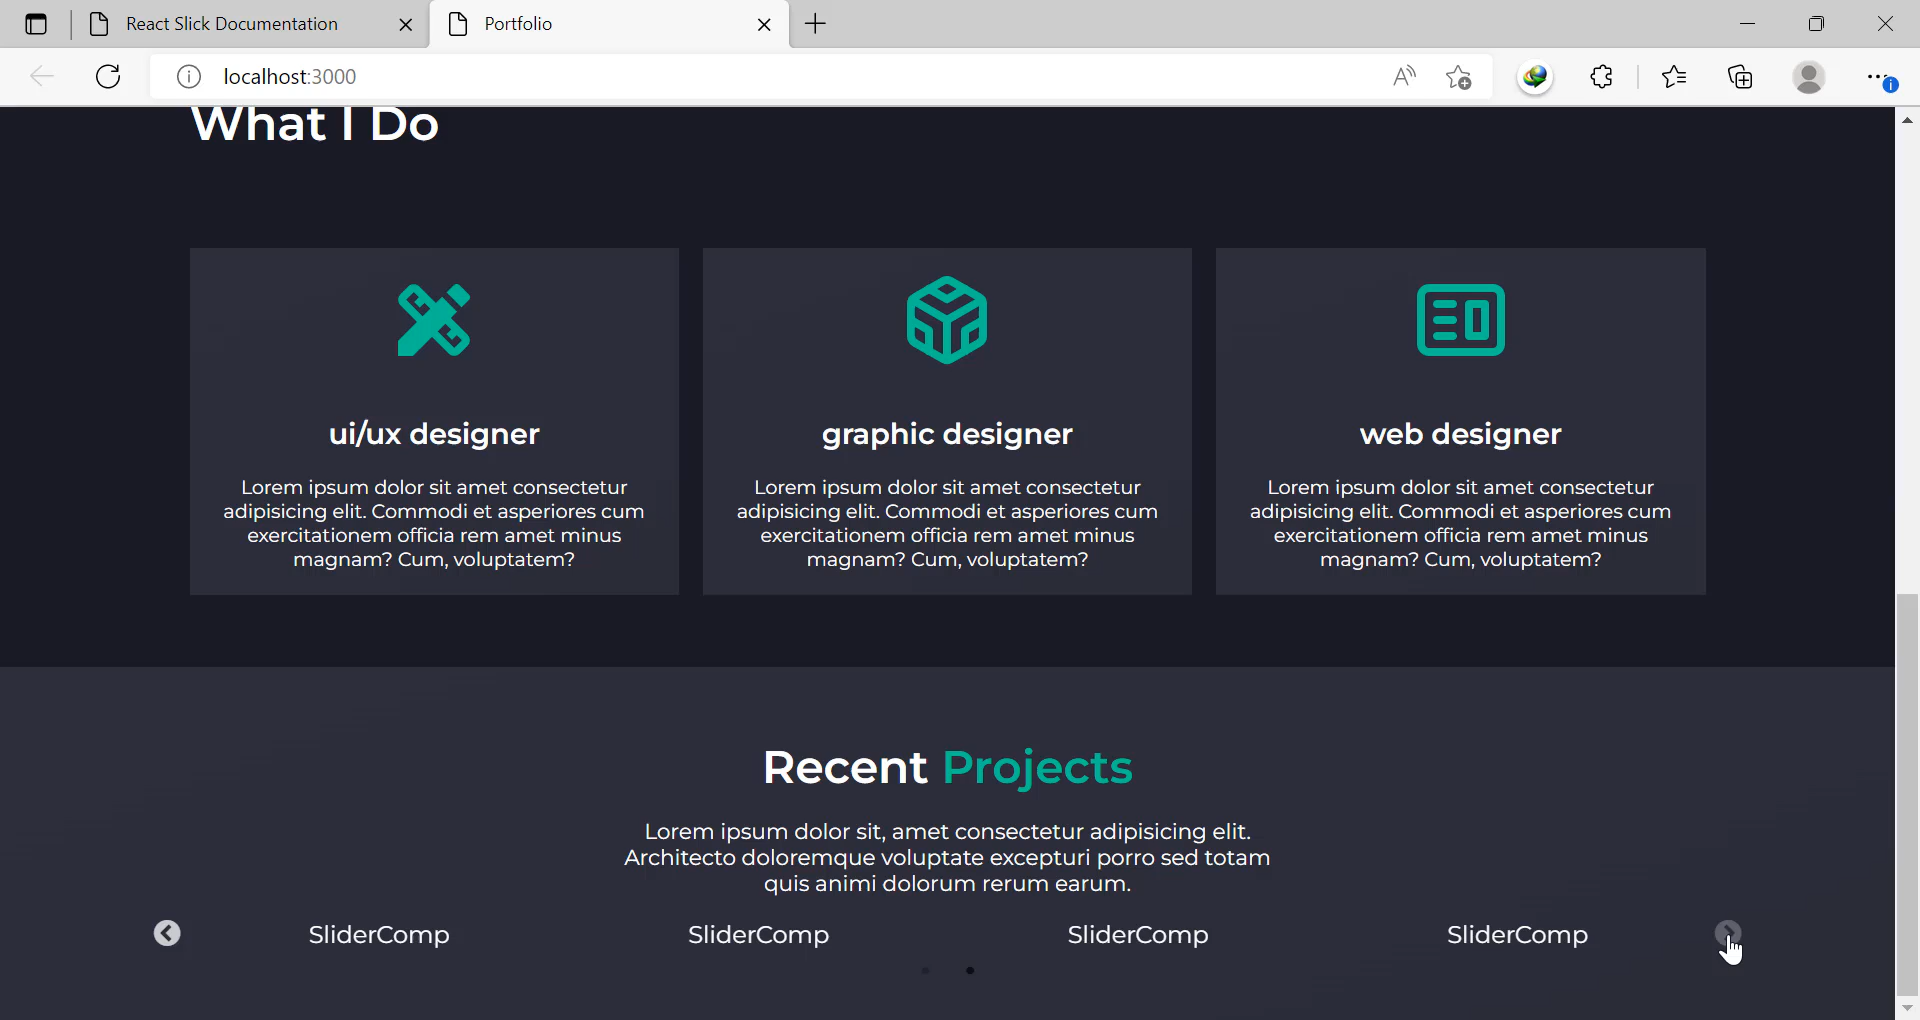 React Slick Documentation
Portfolio
localhost:3000
What I Do
ui/ux designer
Lorem ipsum dolor sit amet consectetur
adipisicing elit. Commodi et asperiores cum
exercitationem officia rem amet minus
magnam? Cum, voluptatem?
graphic designer
Lorem ipsum dolor sit amet consectetur
adipisicing elit. Commodi et asperiores cum
exercitationem officia rem amet minus
magnam? Cum, voluptatem?
web designer
Lorem ipsum dolor sit amet consectetur
adipisicing elit. Commodi et asperiores cum
exercitationem officia rem amet minus
magnam? Cum, voluptatem?
Recent Projects
Lorem ipsum dolor sit, amet consectetur adipisicing elit.
Architecto doloremque voluptate excepturi porro sed totam
quis animi dolorum rerum earum.
SliderComp SliderComp SliderComp SliderComp